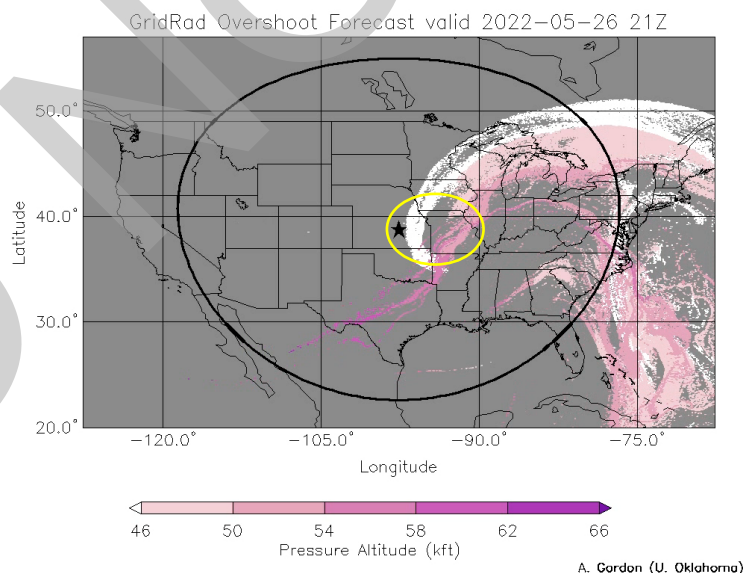 GridRad Overshoot Forecast valid 2022-05-26 21Z
50.0°
40.0°
30.0°
20.0°
Latitude
-120.0° -105.0° -90.0° -75.0°
Longitude
46 50 54 58 62 66
Pressure Altitude (kft)
A. Gordon (U. Oklahoma)